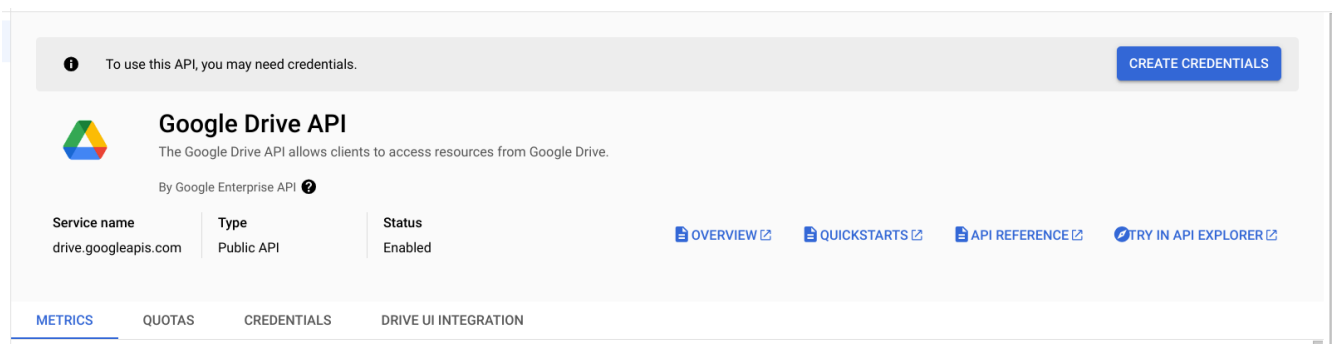 To use this API, you may need credentials.
CREATE CREDENTIALS
Google Drive API
The Google Drive API allows clients to access resources from Google Drive.
By Google Enterprise API
Service name
Type
Status
drive.googleapis.com
Public API
Enabled
OVERVIEW
QUICKSTARTS
API REFERENCE
TRY IN API EXPLORER
METRICS
QUOTAS
CREDENTIALS
DRIVE UI INTEGRATION